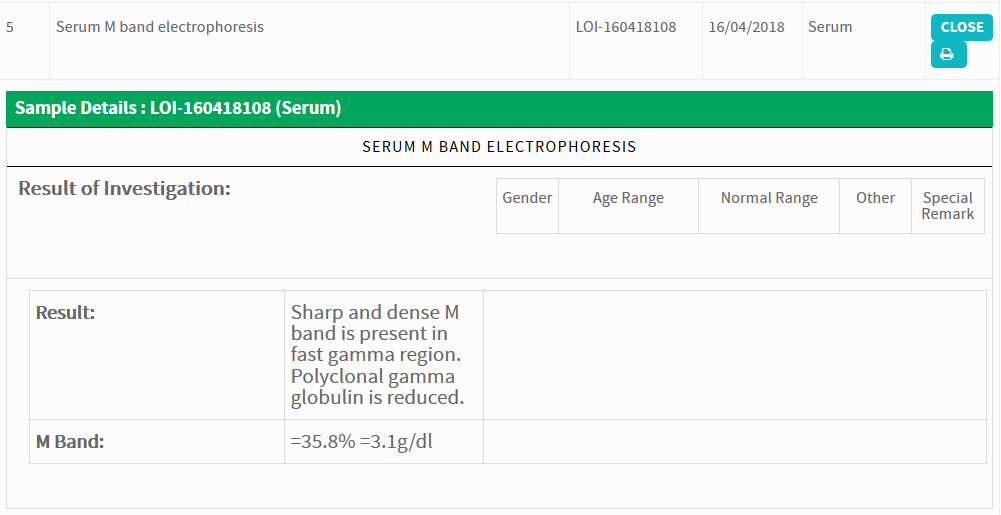 5 Serum M band electrophoresis LOI-160418108 16/04/2018 Serum CLOSE
Sample Details : LOI-160418108 (Serum)
SERUM M BAND ELECTROPHORESIS
Result of Investigation:
Gender Age Range Normal Range Other Special
Remark
Result: Sharp and dense M
band is present in
fast gamma region.
Polyclonal gamma
globulin is reduced.
M Band: =35.8% =3.1g/dl